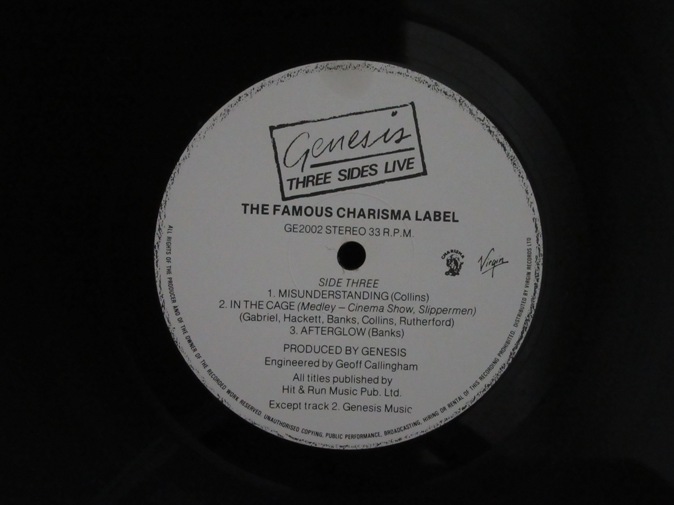 Genesis
THREE SIDES LIVE
THE FAMOUS CHARISMA LABEL
GE2002 STEREO 33 R.P.M.
CHARISMA
Virgin
SIDE THREE
1. MISUNDERSTANDING (Collins)
2. IN THE CAGE (Medley – Cinema Show, Slippermen)
(Gabriel, Hackett, Banks, Collins, Rutherford)
3. AFTERGLOW (Banks)
PRODUCED BY GENESIS
Engineered by Geoff Callingham
All titles published by
Hit & Run Music Pub. Ltd.
Except track 2. Genesis Music
ALL RIGHTS OF THE PRODUCER AND OF THE OWNER OF THE RECORDED WORK RESERVED. UNAUTHORISED COPYING, PUBLIC PERFORMANCE, BROADCASTING, HIRING OR RENTAL OF THIS RECORDING PROHIBITED. DISTRIBUTED BY VIRGIN RECORDS LTD